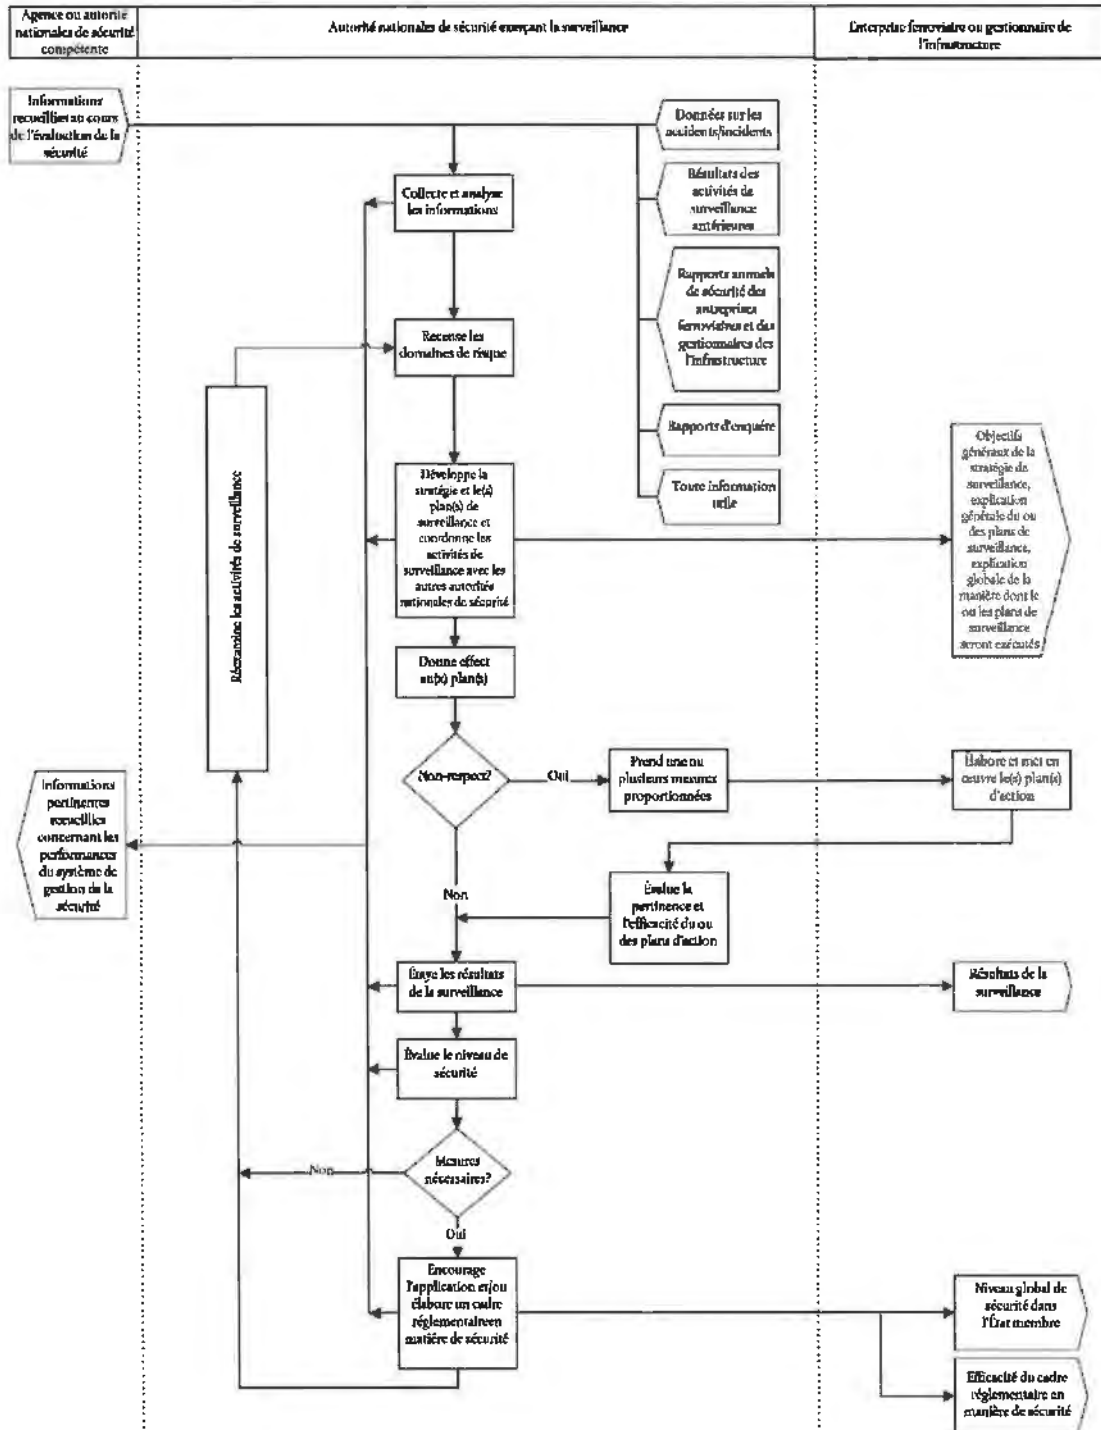 Agence ou autorité
nationales de sécurité
compétente
Autorité nationales de sécurité exerçant la surveillance
Enterprise ferroviaire ou gestionnaire de
l'infrastructure
Informations
recueillies au cours
de l'évaluation de la
sécurité
Données sur les
accidents/incidents
Collecte et analyse
les informations
Résultats des
activités de
surveillance
antérieures
Rapports annuels
de sécurité des
entreprises
ferroviaires et des
gestionnaires des
l'infrastructure
Recense les
domaines de risque
Rapports d'enquête
Toute information
utile
Développe la
stratégie et le(s)
plan(s) de
surveillance et
coordonne les
activités de
surveillance avec les
autres autorités
nationales de sécurité
Objectifs
généraux de la
stratégie de
surveillance,
explication
générale du ou
des plans de
surveillance,
explication
globale de la
manière dont le
ou les plans de
surveillance
seront exécutés
Réexamine les activités de surveillance
Donne effect
au(x) plan(s)
Non-respect?
Oui
Prend une ou
plusieurs mesures
proportionnées
Élabore et met en
œuvre le(s) plan(s)
d'action
Informations
pertinentes
recueillies
concernant les
performances
du système de
gestion de la
sécurité
Non
Évalue la
pertinence et
l'efficacité du ou
des plans d'action
Étaye les résultats
de la surveillance
Résultats de la
surveillance
Évalue le niveau de
sécurité
Mesures
nécessaires?
Non
Oui
Encourage
l'application et/ou
élabore un cadre
réglementaire en
matière de sécurité
Niveau global de
sécurité dans
l'État membre
Efficacité du cadre
réglementaire en
manière de sécurité